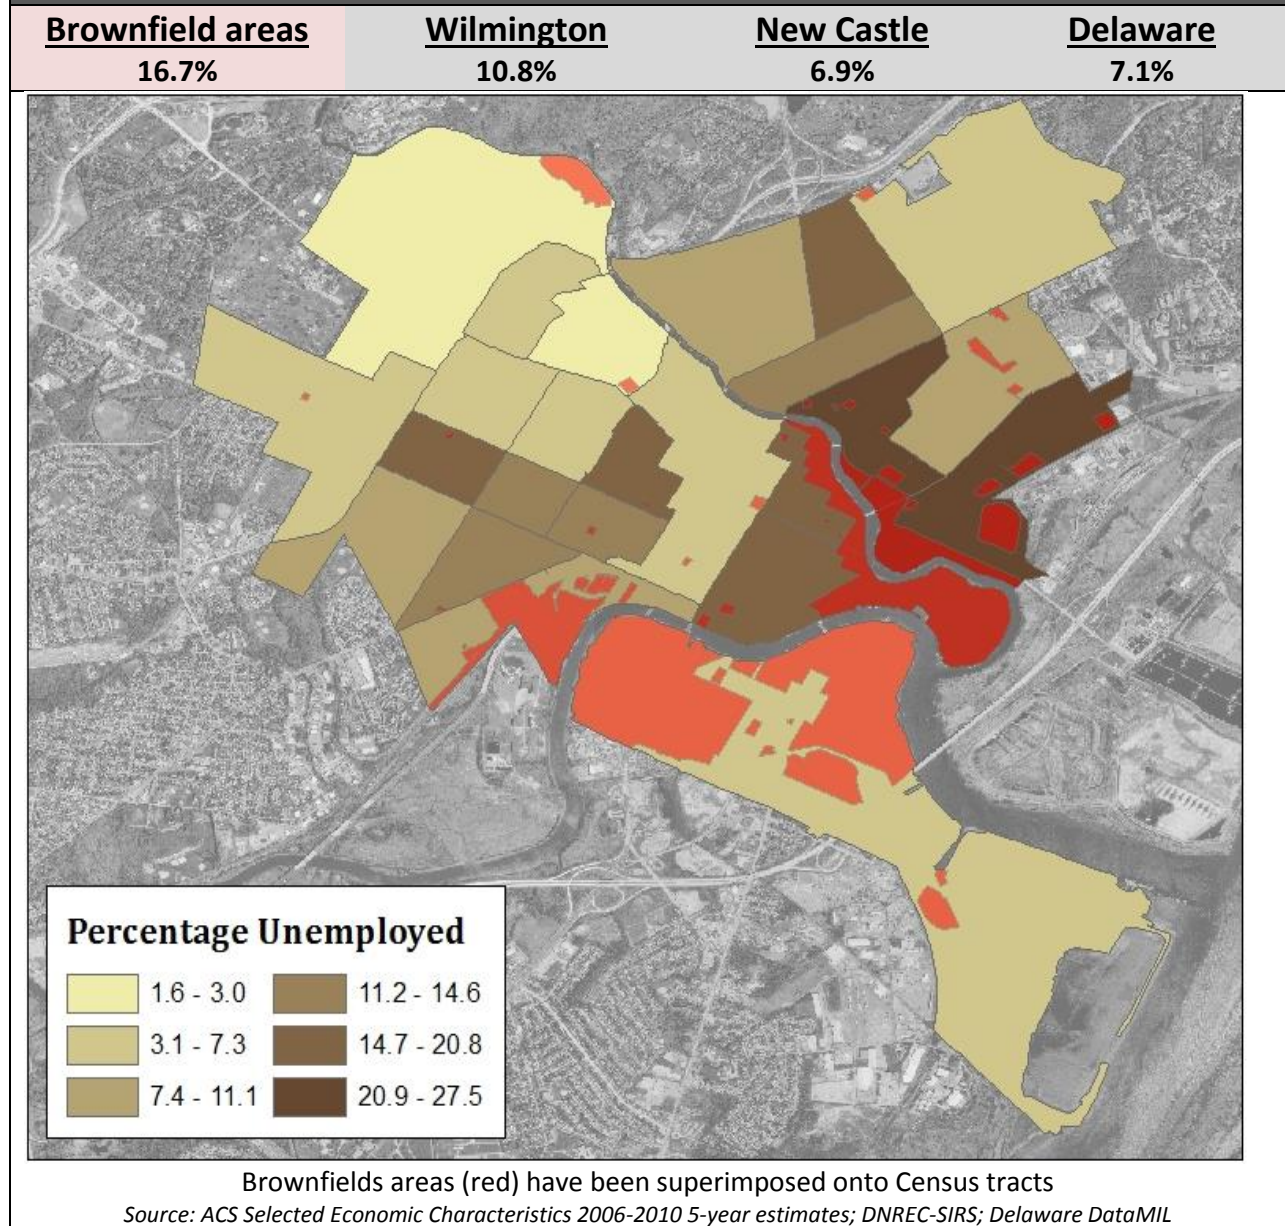 Brownfield areas Wilmington New Castle Delaware
16.7% 10.8% 6.9% 7.1%
Percentage Unemployed
1.6 - 3.0 11.2 - 14.6
3.1 - 7.3 14.7 - 20.8
7.4 - 11.1 20.9 - 27.5
Brownfields areas (red) have been superimposed onto Census tracts
Source: ACS Selected Economic Characteristics 2006-2010 5-year estimates; DNREC-SIRS; Delaware DataMIL